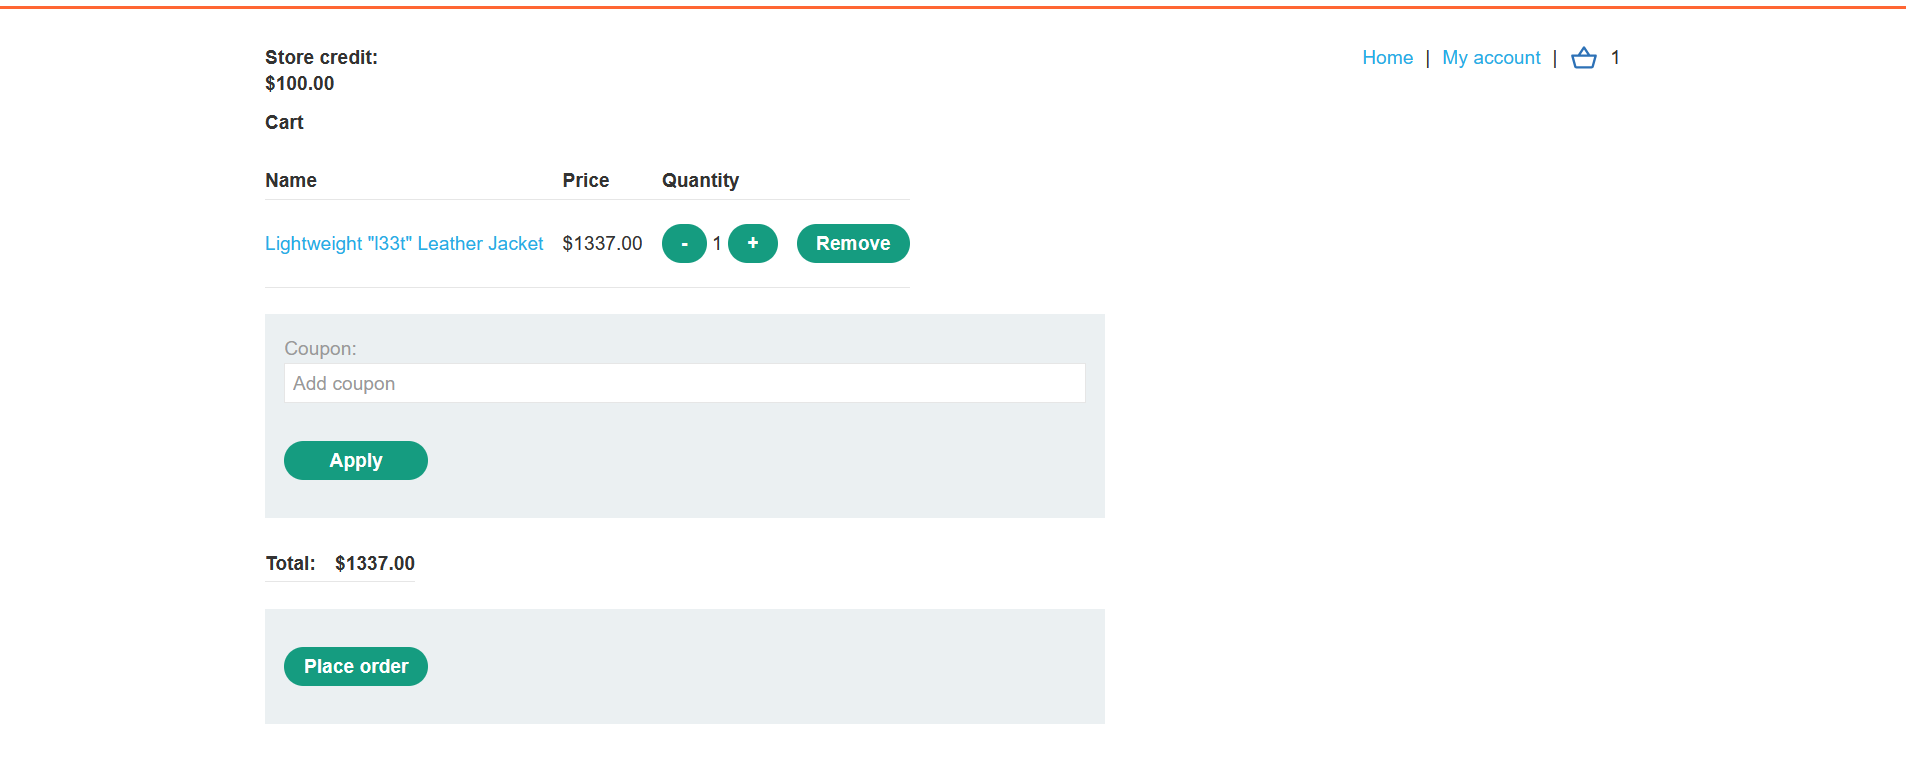 Store credit:
$100.00
Home | My account | 1
Cart
Name Price Quantity
Lightweight "l33t" Leather Jacket $1337.00 - 1 + Remove
Coupon:
Add coupon
Apply
Total: $1337.00
Place order